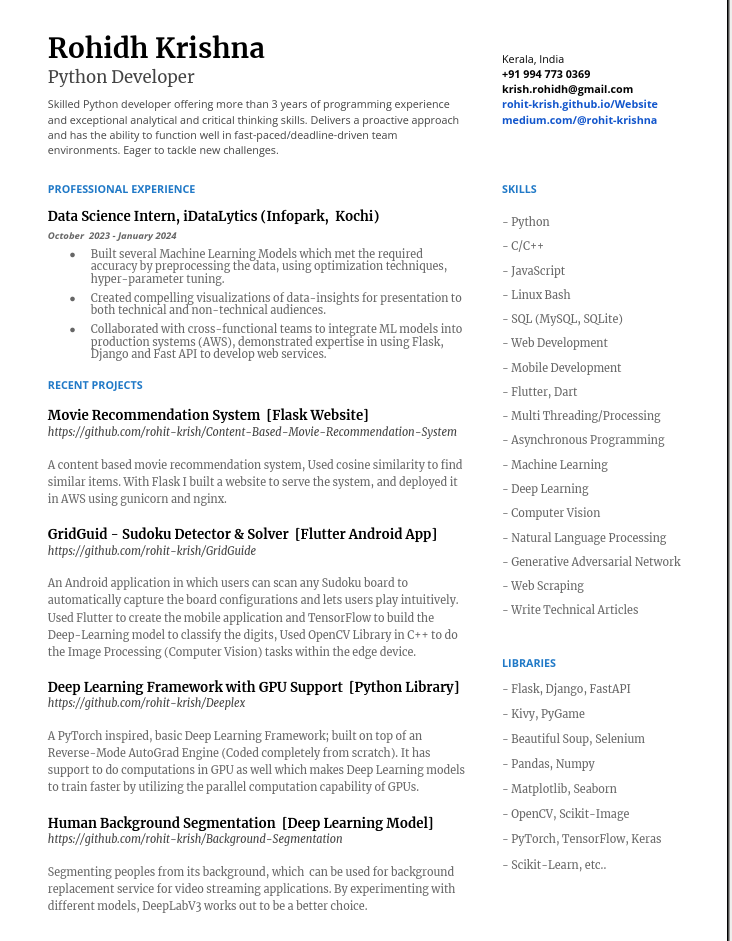 Rohidh Krishna
Python Developer
Skilled Python developer offering more than 3 years of programming experience
and exceptional analytical and critical thinking skills. Delivers a proactive approach
and has the ability to function well in fast-paced/deadline-driven team
environments. Eager to tackle new challenges.
Kerala, India
+91 994 773 0369
krish.rohidh@gmail.com
rohit-krish.github.io/Website
medium.com/@rohit-krishna
PROFESSIONAL EXPERIENCE
Data Science Intern, iDataLytics (Infopark,  Kochi)
October  2023 - January 2024
● Built several Machine Learning Models which met the required
accuracy by preprocessing the data, using optimization techniques,
hyper-parameter tuning.
● Created compelling visualizations of data-insights for presentation to
both technical and non-technical audiences.
● Collaborated with cross-functional teams to integrate ML models into
production systems (AWS), demonstrated expertise in using Flask,
Django and Fast API to develop web services.
RECENT PROJECTS
Movie Recommendation System  [Flask Website]
https://github.com/rohit-krish/Content-Based-Movie-Recommendation-System
A content based movie recommendation system, Used cosine similarity to find
similar items. With Flask I built a website to serve the system, and deployed it
in AWS using gunicorn and nginx.
GridGuid - Sudoku Detector & Solver  [Flutter Android App]
https://github.com/rohit-krish/GridGuide
An Android application in which users can scan any Sudoku board to
automatically capture the board configurations and lets users play intuitively.
Used Flutter to create the mobile application and TensorFlow to build the
Deep-Learning model to classify the digits, Used OpenCV Library in C++ to do
the Image Processing (Computer Vision) tasks within the edge device.
Deep Learning Framework with GPU Support  [Python Library]
https://github.com/rohit-krish/Deeplex
A PyTorch inspired, basic Deep Learning Framework; built on top of an
Reverse-Mode AutoGrad Engine (Coded completely from scratch). It has
support to do computations in GPU as well which makes Deep Learning models
to train faster by utilizing the parallel computation capability of GPUs.
Human Background Segmentation  [Deep Learning Model]
https://github.com/rohit-krish/Background-Segmentation
Segmenting peoples from its background, which  can be used for background
replacement service for video streaming applications. By experimenting with
different models, DeepLabV3 works out to be a better choice.
SKILLS
- Python
- C/C++
- JavaScript
- Linux Bash
- SQL (MySQL, SQLite)
- Web Development
- Mobile Development
- Flutter, Dart
- Multi Threading/Processing
- Asynchronous Programming
- Machine Learning
- Deep Learning
- Computer Vision
- Natural Language Processing
- Generative Adversarial Network
- Web Scraping
- Write Technical Articles
LIBRARIES
- Flask, Django, FastAPI
- Kivy, PyGame
- Beautiful Soup, Selenium
- Pandas, Numpy
- Matplotlib, Seaborn
- OpenCV, Scikit-Image
- PyTorch, TensorFlow, Keras
- Scikit-Learn, etc..